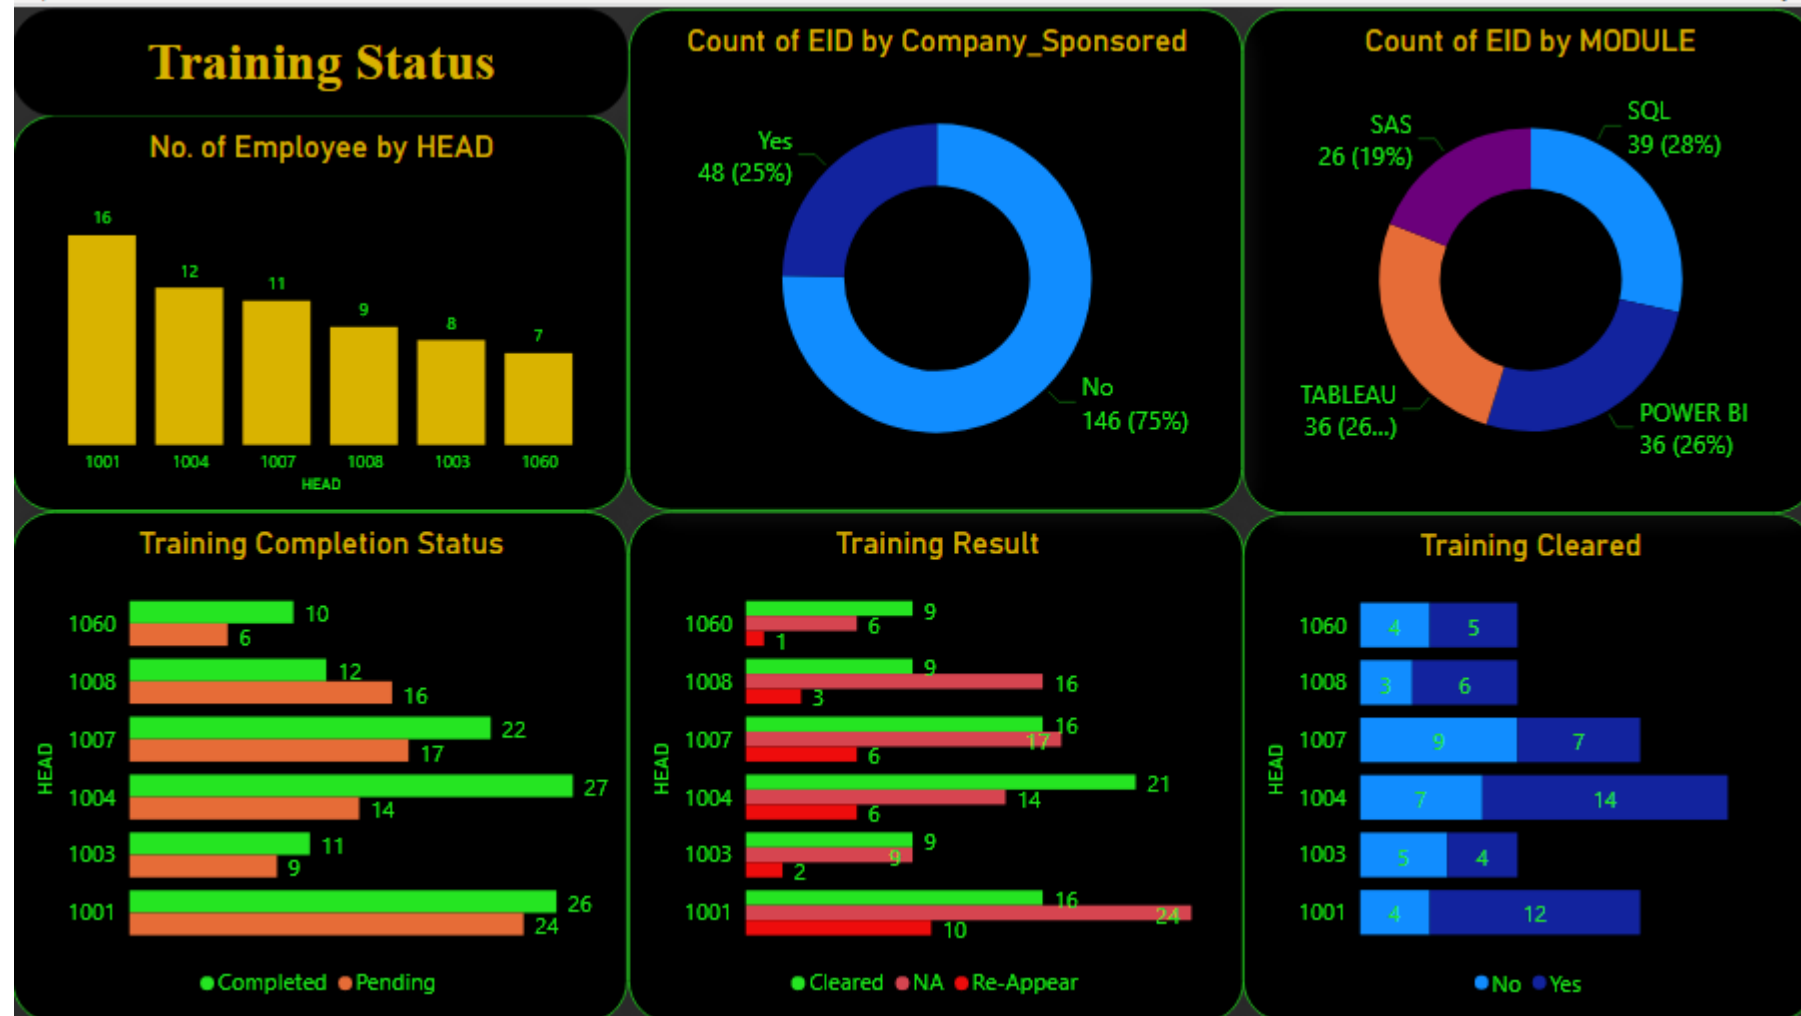 Training Status
No. of Employee by HEAD
16
12
11
9
8
7
1001 1004 1007 1008 1003 1060
HEAD
Count of EID by Company_Sponsored
Yes
48 (25%)
No
146 (75%)
Count of EID by MODULE
SQL
39 (28%)
SAS
26 (19%)
TABLEAU
36 (26...)
POWER BI
36 (26%)
Training Completion Status
HEAD
1060 10
6
1008 12
16
1007 22
17
1004 27
14
1003 11
9
1001 26
24
Completed Pending
Training Result
HEAD
1060 9
6
1
1008 9
16
3
1007 16
17
6
1004 21
14
6
1003 9
9
2
1001 16
24
10
Cleared NA Re-Appear
Training Cleared
HEAD
1060 4 5
1008 3 6
1007 9 7
1004 7 14
1003 5 4
1001 4 12
No Yes